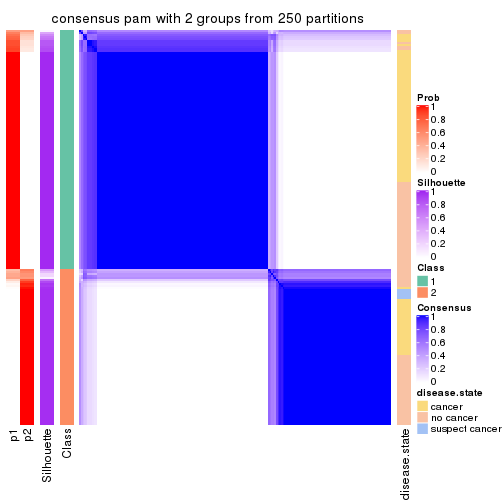 consensus pam with 2 groups from 250 partitions
Prob
1
0.8
0.6
0.4
0.2
0
Silhouette
1
0.8
0.6
0.4
0.2
0
Class
1
2
Consensus
1
0.8
0.6
0.4
0.2
0
disease.state
cancer
no cancer
suspect cancer
p1
p2
Silhouette
Class
disease.state